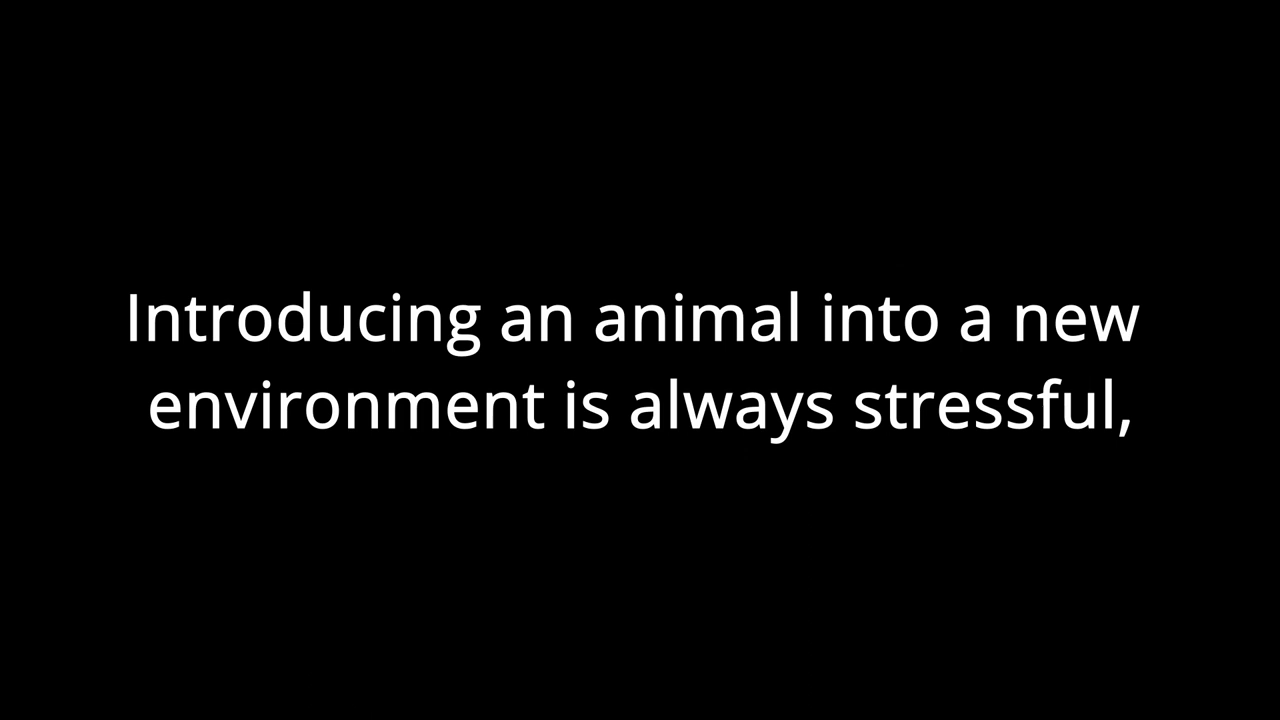 Introducing an animal into a new
environment is always stressful,